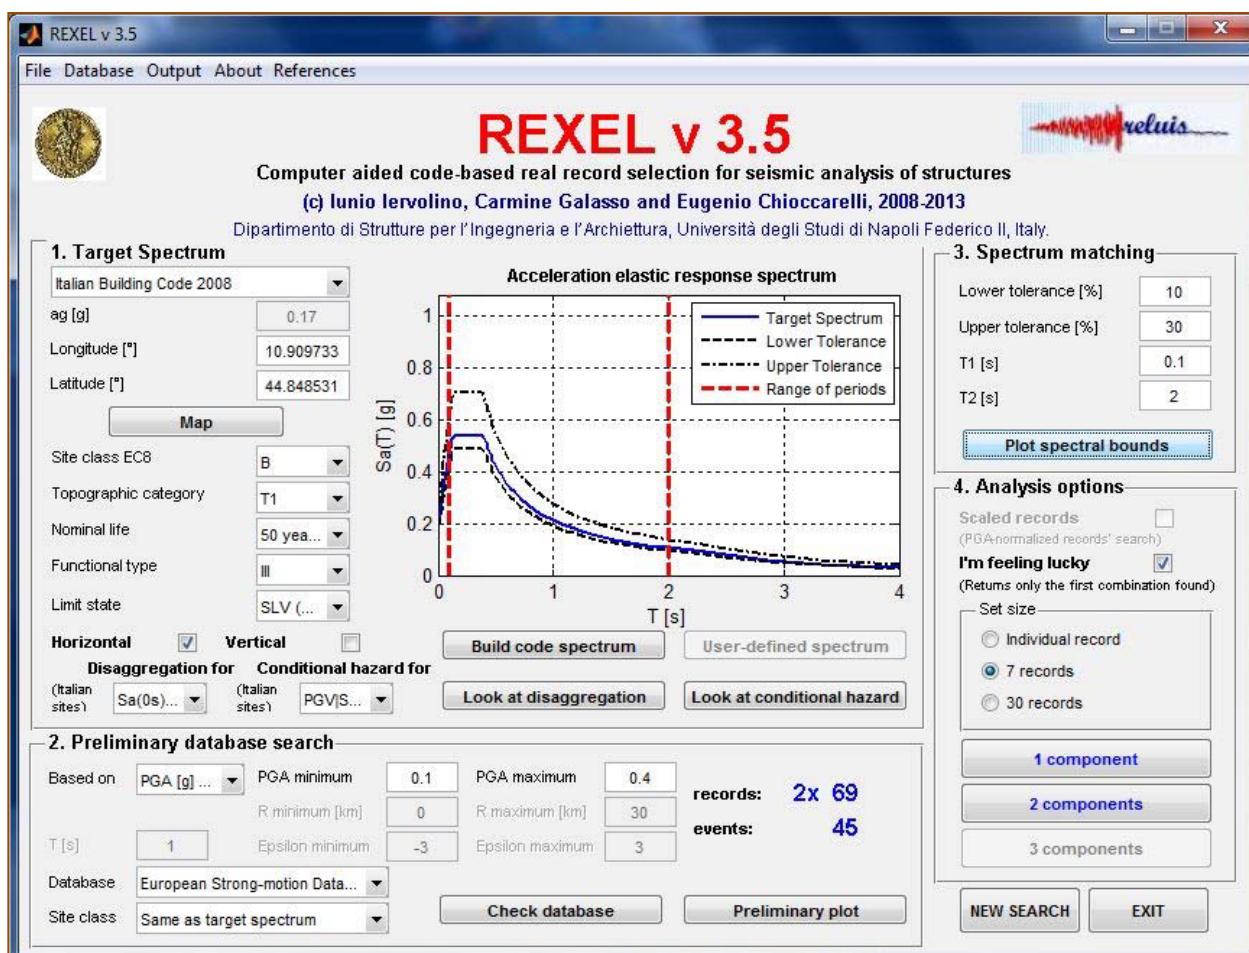 REXEL v 3.5
File Database Output About References
REXEL v 3.5
reluis
Computer aided code-based real record selection for seismic analysis of structures
(c) Iunio Iervolino, Carmine Galasso and Eugenio Chioccarelli, 2008-2013
Dipartimento di Strutture per l'Ingegneria e l'Archiettura, Università degli Studi di Napoli Federico II, Italy.
1. Target Spectrum
Italian Building Code 2008
ag [g] 0.17
Longitude [°] 10.909733
Latitude [°] 44.848531
Map
Site class EC8 B
Topographic category T1
Nominal life 50 yea...
Functional type III
Limit state SLV (...
Horizontal Vertical
Disaggregation for Conditional hazard for
(Italian sites) Sa(0s)... (Italian sites) PGV|S...
Acceleration elastic response spectrum
Target Spectrum
Lower Tolerance
Upper Tolerance
Range of periods
Sa(T) [g]
1
0.8
0.6
0.4
0.2
0
0 1 2 3 4
T [s]
Build code spectrum User-defined spectrum
Look at disaggregation Look at conditional hazard
2. Preliminary database search
Based on PGA [g] ... PGA minimum 0.1 PGA maximum 0.4
R minimum [km] 0 R maximum [km] 30
T [s] 1 Epsilon minimum -3 Epsilon maximum 3
records: 2x 69
events: 45
Database European Strong-motion Data...
Site class Same as target spectrum
Check database Preliminary plot
3. Spectrum matching
Lower tolerance [%] 10
Upper tolerance [%] 30
T1 [s] 0.1
T2 [s] 2
Plot spectral bounds
4. Analysis options
Scaled records
(PGA-normalized records' search)
I'm feeling lucky
(Returns only the first combination found)
Set size
Individual record
7 records
30 records
1 component
2 components
3 components
NEW SEARCH EXIT